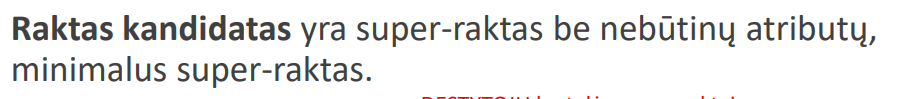 Raktas kandidatas yra super-raktas be nebūtinų atributų,
minimalus super-raktas.